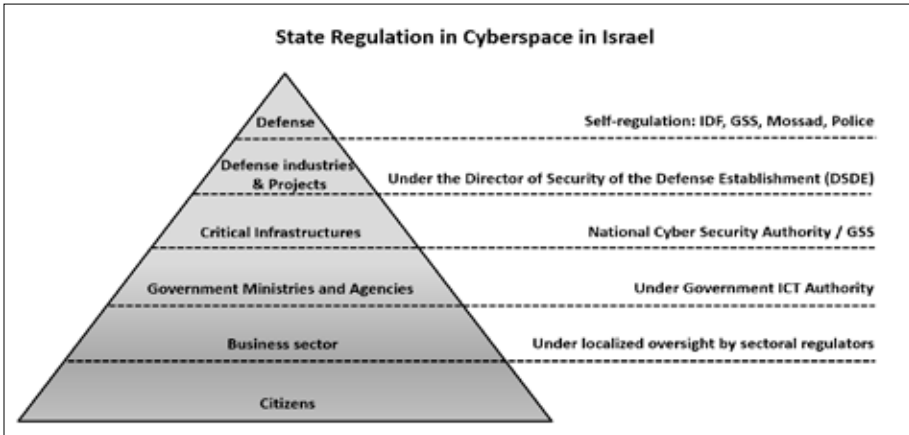 State Regulation in Cyberspace in Israel
Defense
Self-regulation: IDF, GSS, Mossad, Police
Defense industries
& Projects
Under the Director of Security of the Defense Establishment (DSDE)
Critical Infrastructures
National Cyber Security Authority / GSS
Government Ministries and Agencies
Under Government ICT Authority
Business sector
Under localized oversight by sectoral regulators
Citizens